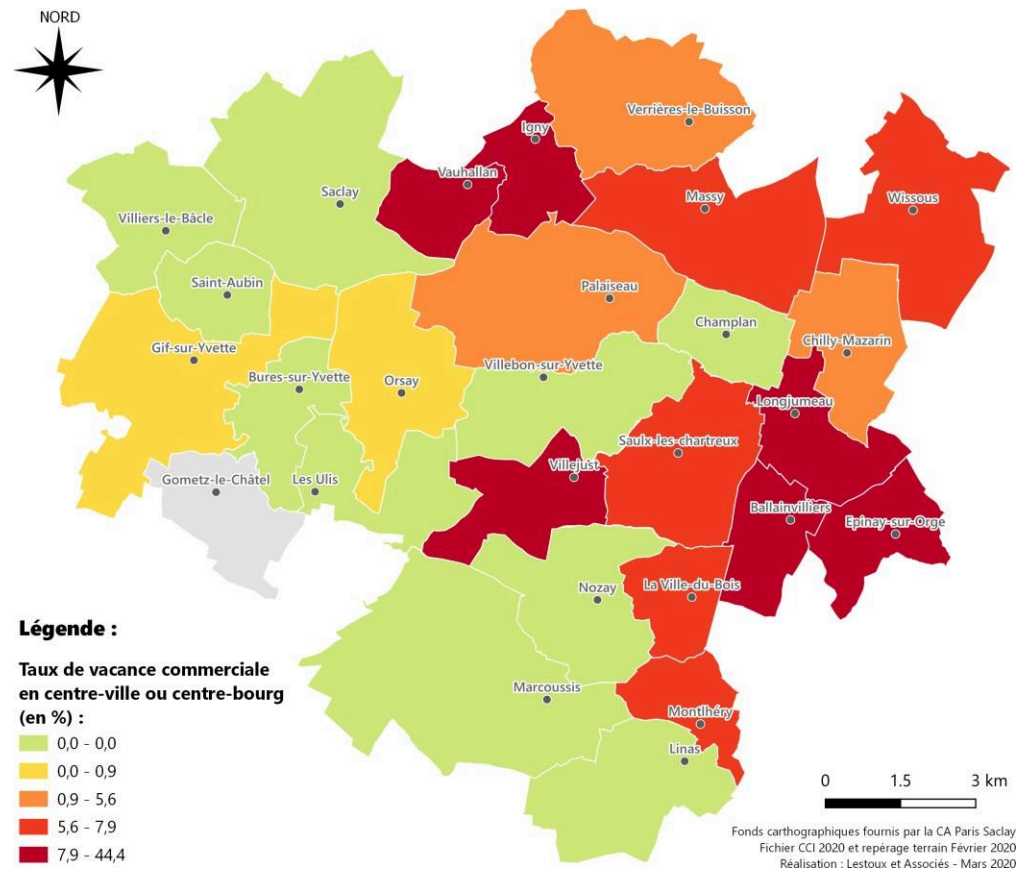 NORD
Verrières-le-Buisson
Igny
Vauhallan
Saclay
Massy
Wissous
Villiers-le-Bâcle
Saint-Aubin
Palaiseau
Champlan
Gif-sur-Yvette
Chilly-Mazarin
Bures-sur-Yvette
Orsay
Villebon-sur-Yvette
Longjumeau
Saulx-les-chartreux
Gometz-le-Châtel
Les Ulis
Villejust
Ballainvilliers
Epinay-sur-Orge
Nozay
La Ville-du-Bois
Marcoussis
Montlhéry
Linas
Légende :
Taux de vacance commerciale
en centre-ville ou centre-bourg
(en %) :
0,0 - 0,0
0,0 - 0,9
0,9 - 5,6
5,6 - 7,9
7,9 - 44,4
0 1.5 3 km
Fonds cartographiques fournis par la CA Paris Saclay
Fichier CCI 2020 et repérage terrain Février 2020
Réalisation : Lestoux et Associés - Mars 2020